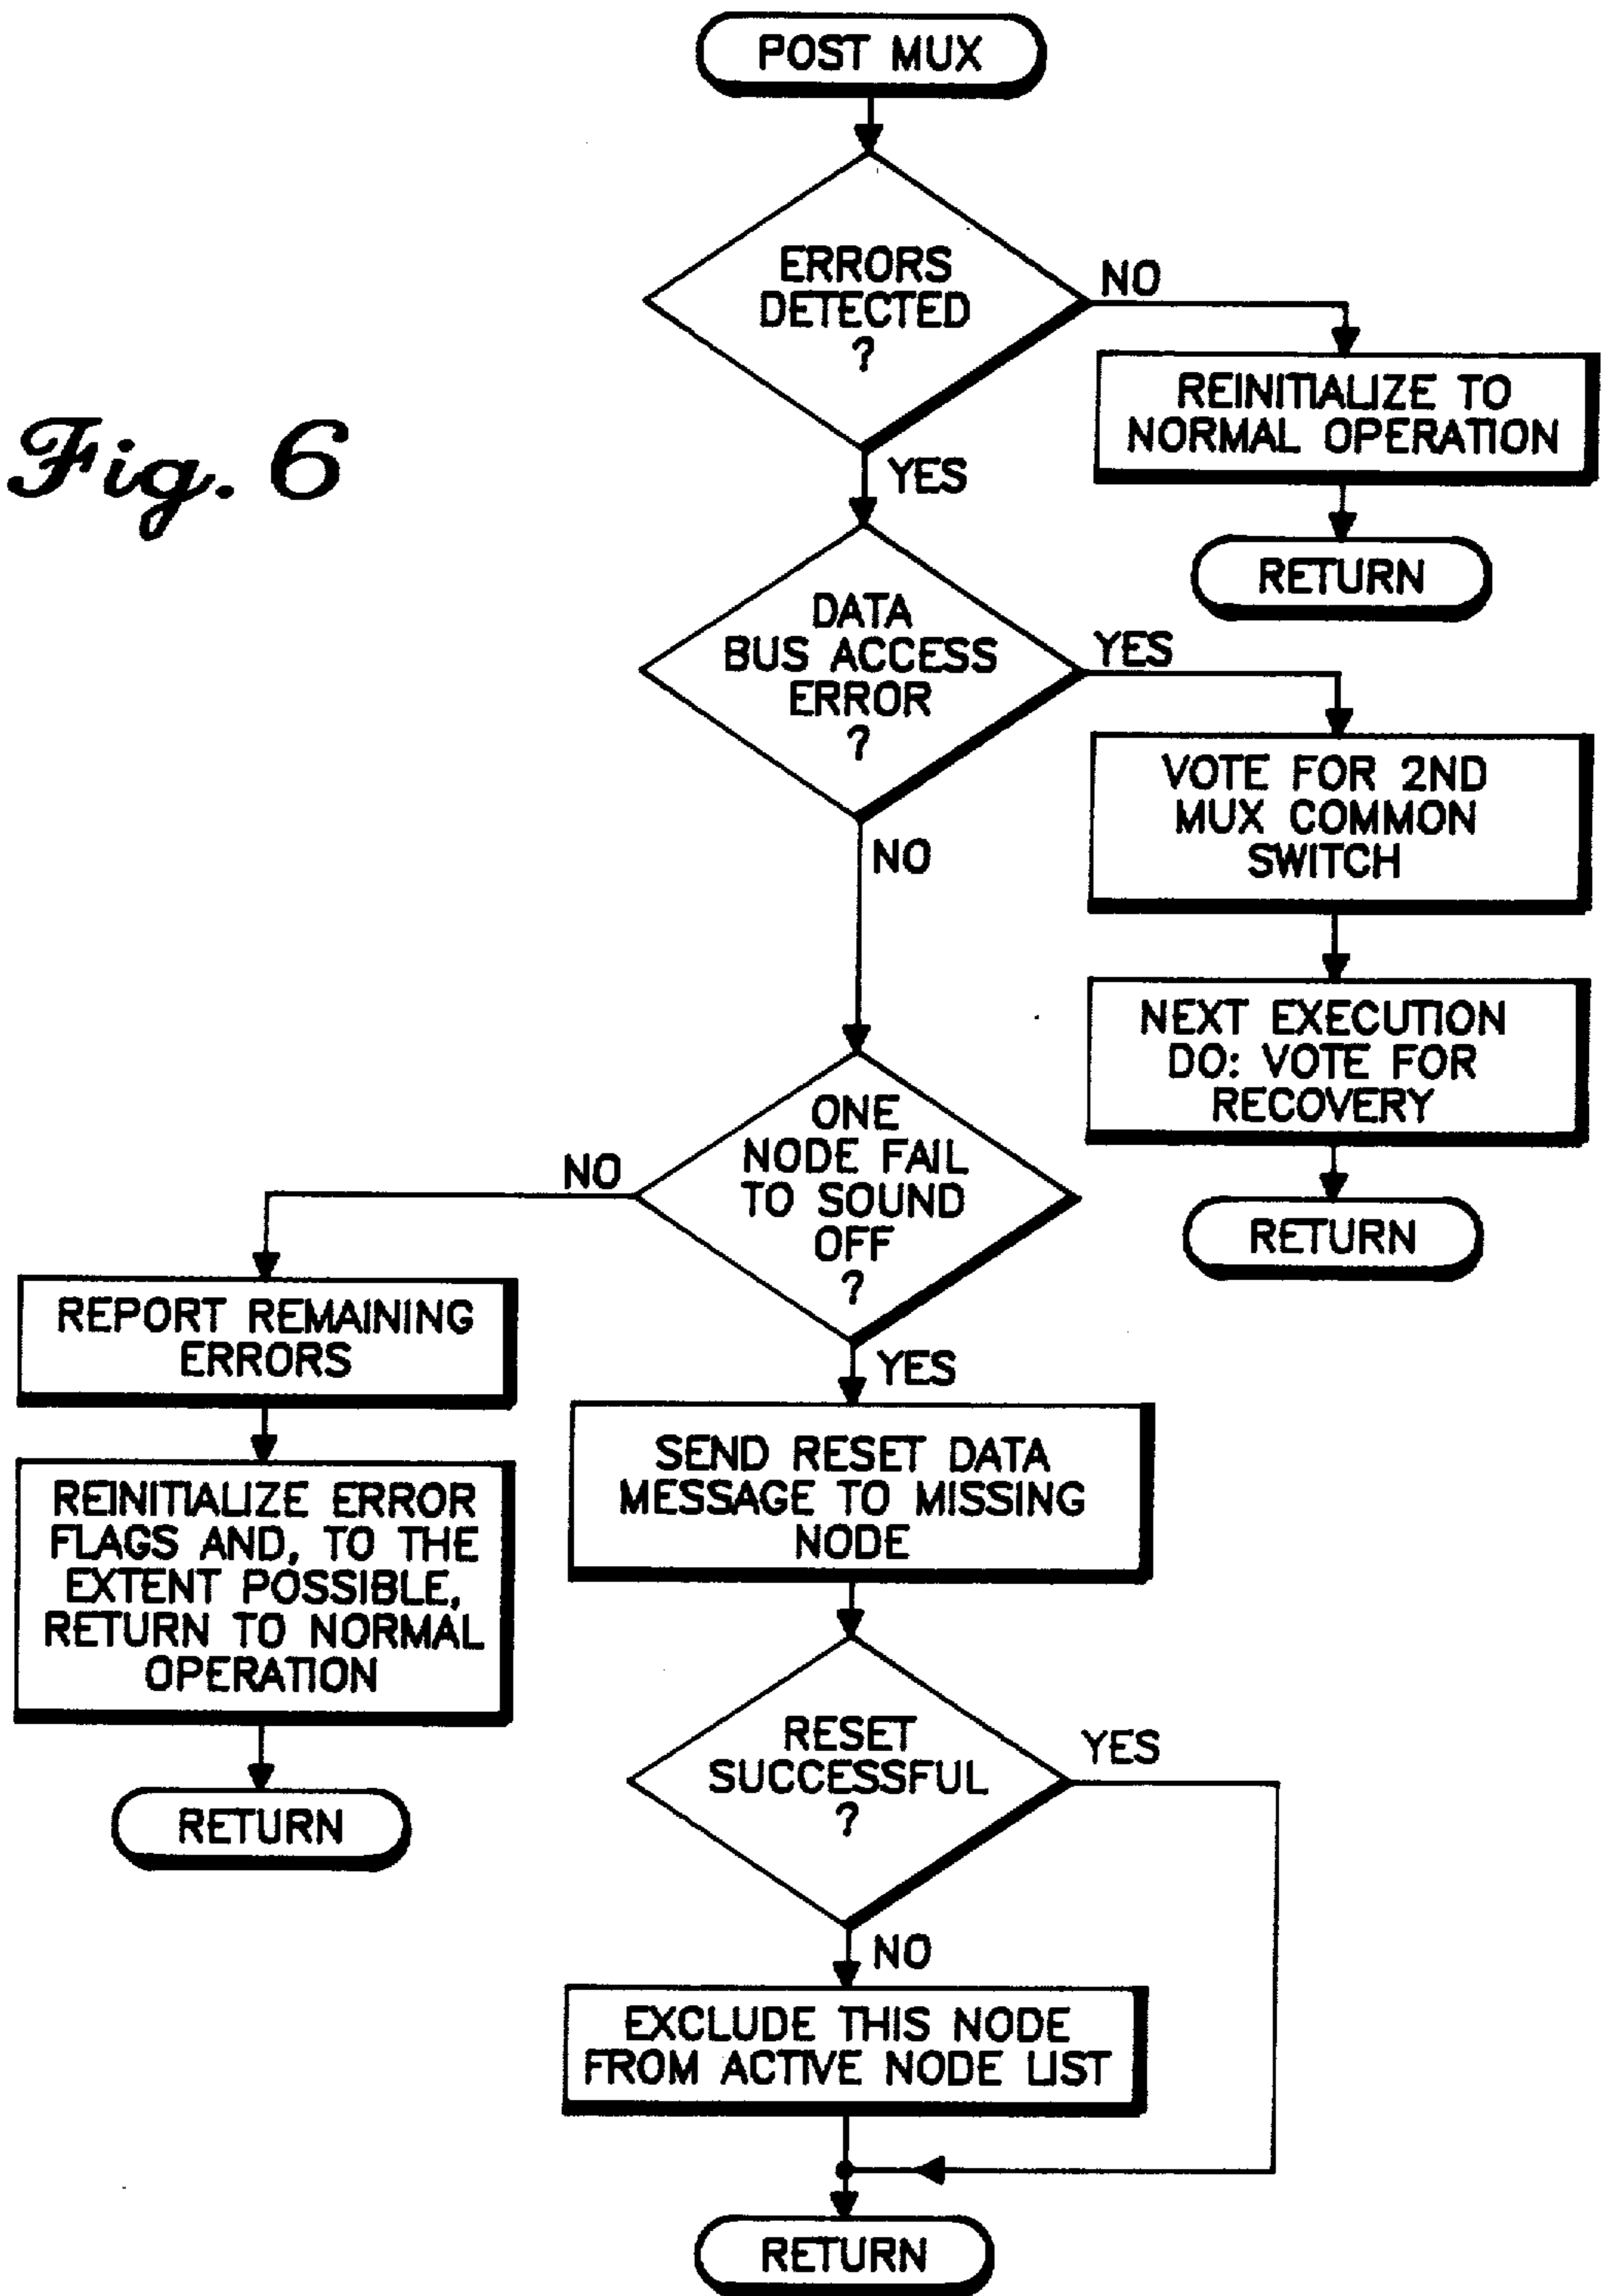 POST MUX
ERRORS
DETECTED
?
NO
REINITIALIZE TO
NORMAL OPERATION
RETURN
Fig. 6
YES
DATA
BUS ACCESS
ERROR
?
YES
VOTE FOR 2ND
MUX COMMON
SWITCH
NO
NEXT EXECUTION
DO: VOTE FOR
RECOVERY
RETURN
ONE
NODE FAIL
TO SOUND
OFF
?
NO
REPORT REMAINING
ERRORS
REINITIALIZE ERROR
FLAGS AND, TO THE
EXTENT POSSIBLE,
RETURN TO NORMAL
OPERATION
RETURN
YES
SEND RESET DATA
MESSAGE TO MISSING
NODE
RESET
SUCCESSFUL
?
YES
NO
EXCLUDE THIS NODE
FROM ACTIVE NODE LIST
RETURN